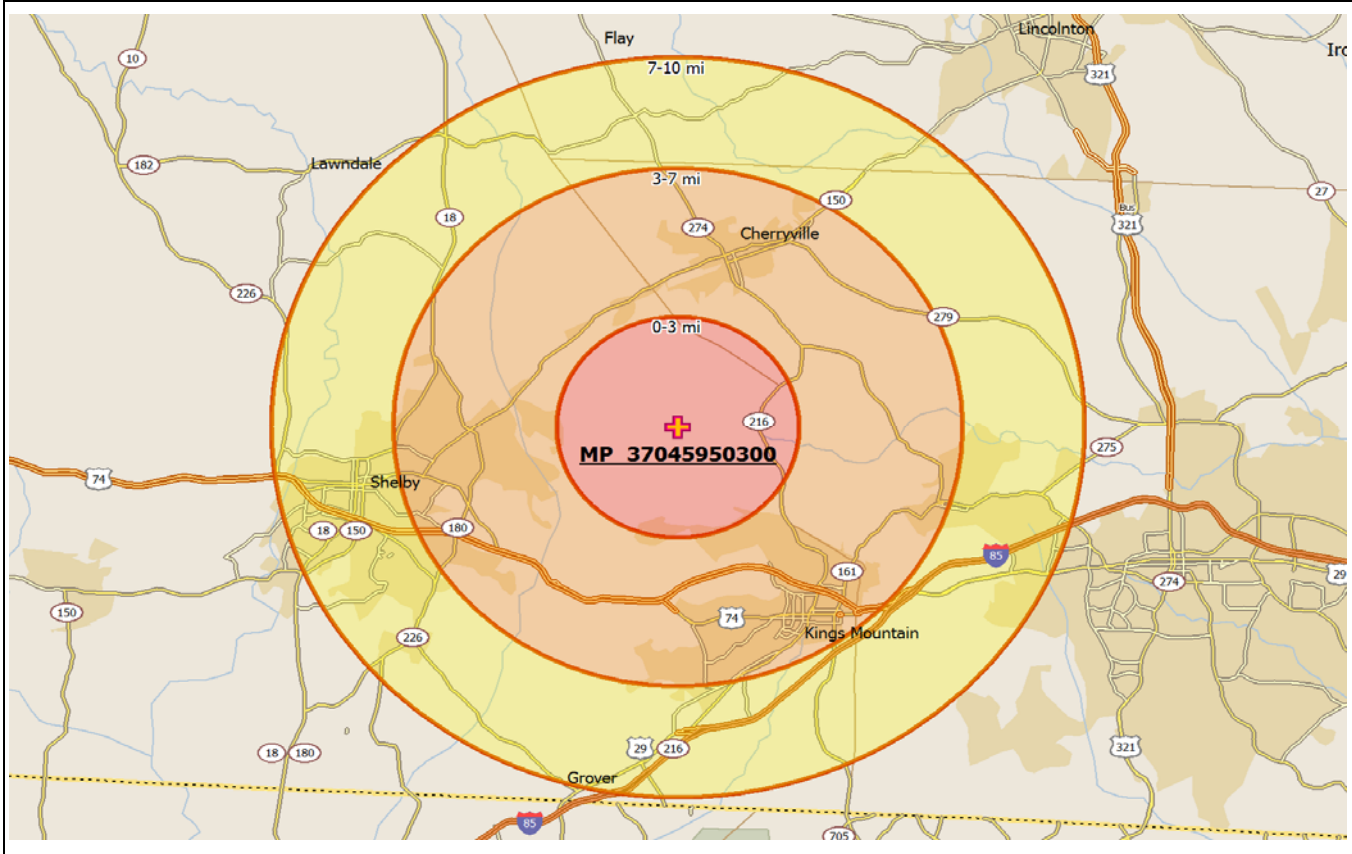 Lincolnton
Flay
Iro
10
7-10 mi
321
182
Lawndale
3-7 mi
150
27
Bus
18
274
Cherryville
321
226
0-3 mi
279
216
MP 37045950300
275
74
Shelby
18
150
180
85
161
29
274
150
74
226
Kings Mountain
18
180
29
216
321
Grover
85
705